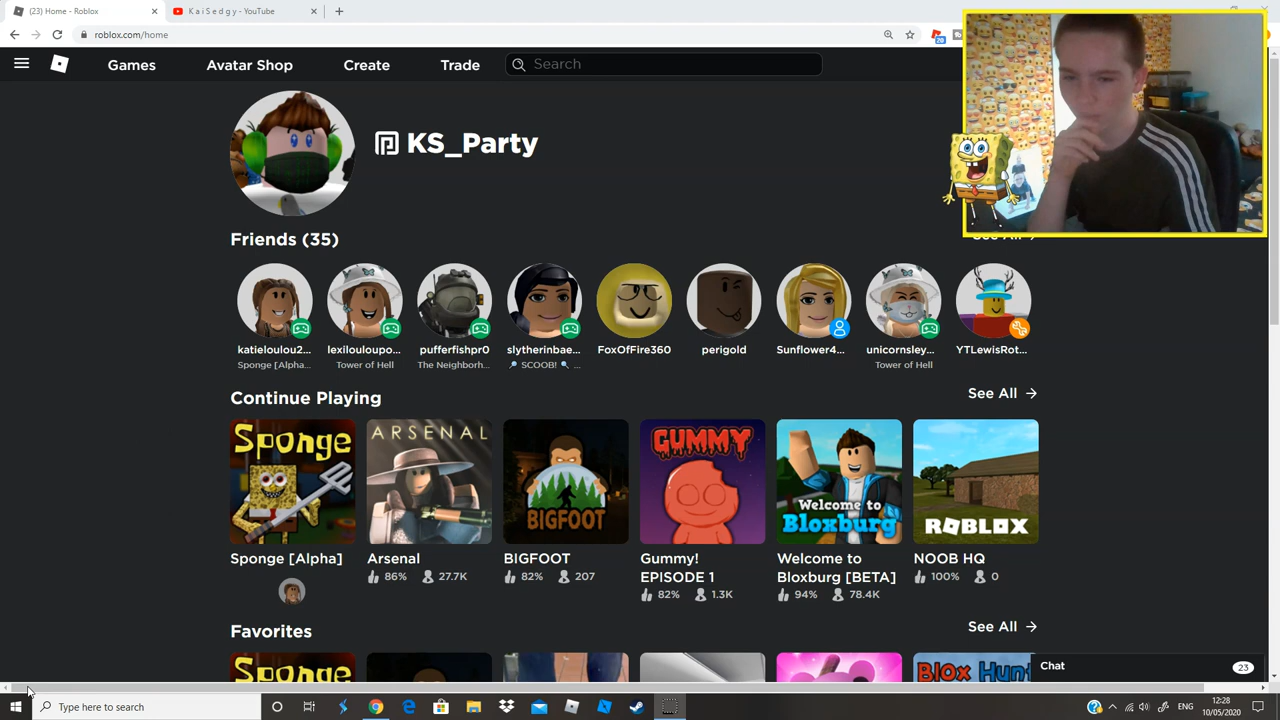 (23) Home - Roblox
K a i S e d g y - YouTube
roblox.com/home
20
Games
Avatar Shop
Create
Trade
Search
KS_Party
Friends (35)
See All
katieloulou2...
lexilouloupo...
pufferfishpr0
slytherinbae...
FoxOfFire360
perigold
Sunflower4...
unicornsley...
YTLewisRot...
Sponge [Alpha...
Tower of Hell
The Neighborh...
SCOOB! ...
Tower of Hell
Continue Playing
See All
Sponge
ARSENAL
BIGFOOT
GUMMY
Welcome to
Bloxburg
ROBLOX
Sponge [Alpha]
Arsenal
86% 27.7K
BIGFOOT
82% 207
Gummy!
EPISODE 1
82% 1.3K
Welcome to
Bloxburg [BETA]
94% 78.4K
NOOB HQ
100% 0
Favorites
See All
Sponge
Blox Hunt
Chat
23
Type here to search
ENG
12:28
10/05/2020